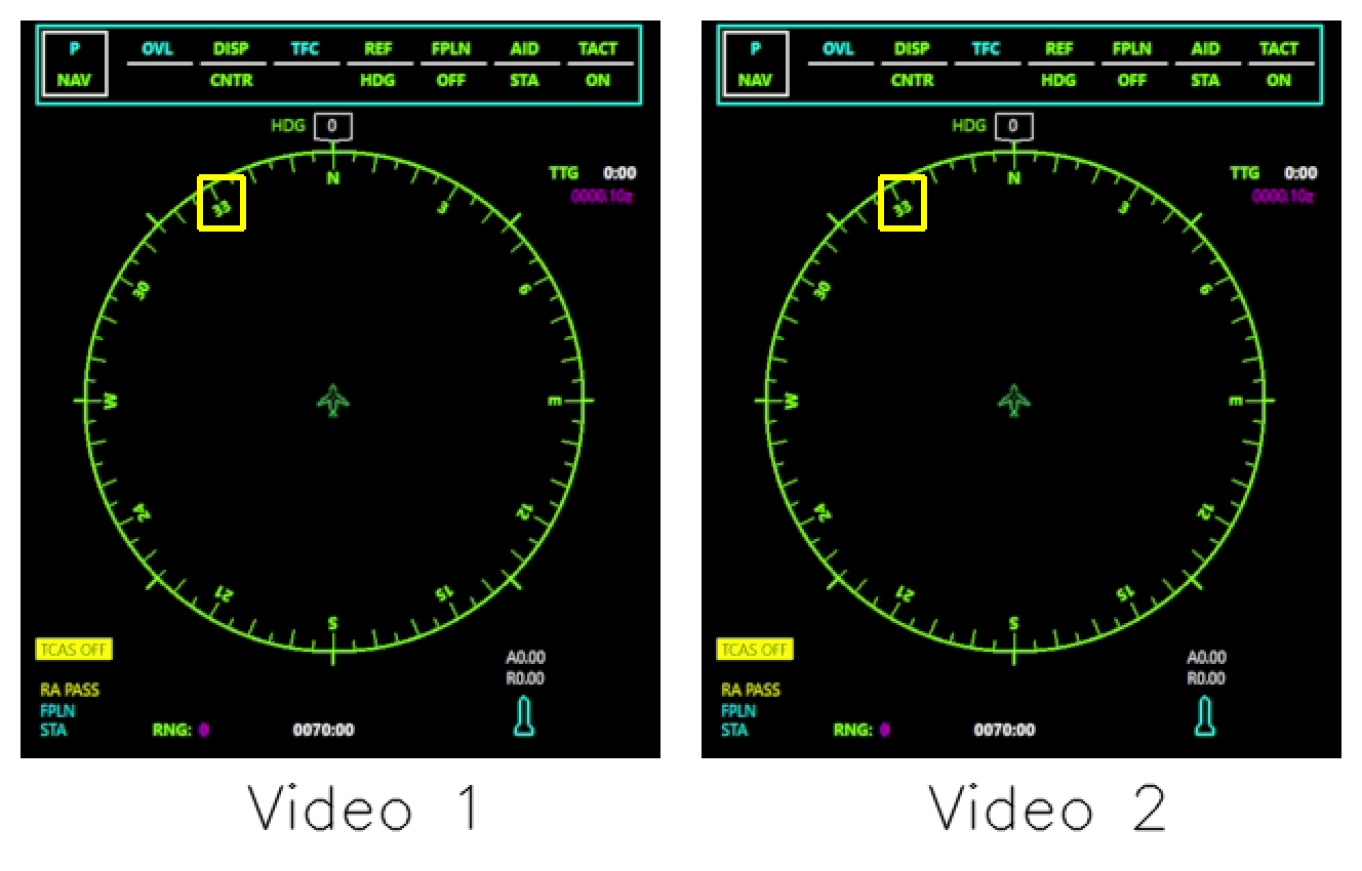 P OVL DISP TFC REF FPLN AID TACT
NAV CNTR HDG OFF STA ON
HDG 0
N
TTG 0:00
0000.10z
33
3
30
6
W
E
24
12
21
15
S
TCAS OFF
A0.00
R0.00
RA PASS
FPLN
STA
RNG: 0 0070:00
Video 1
P OVL DISP TFC REF FPLN AID TACT
NAV CNTR HDG OFF STA ON
HDG 0
N
TTG 0:00
0000.10z
33
3
30
6
W
E
24
12
21
15
S
TCAS OFF
A0.00
R0.00
RA PASS
FPLN
STA
RNG: 0 0070:00
Video 2